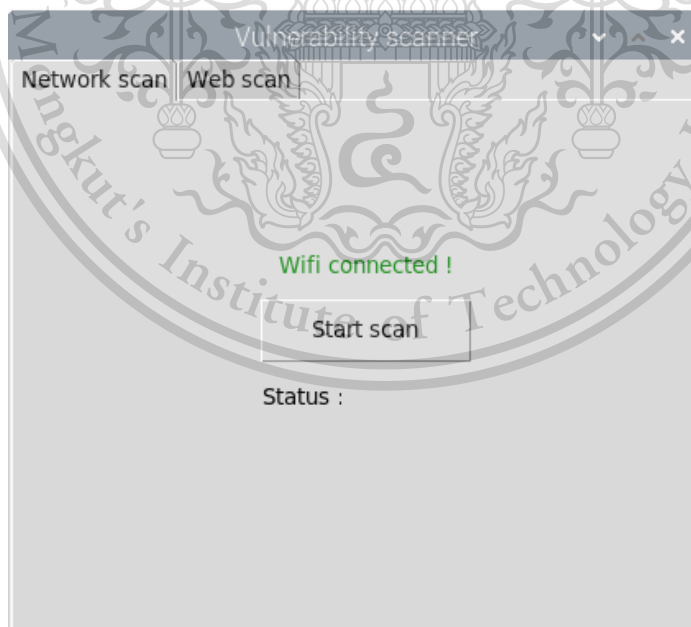 Vulnerability scanner
Network scan Web scan
Wifi connected !
Start scan
Status :
ngkut's Institute of Technology